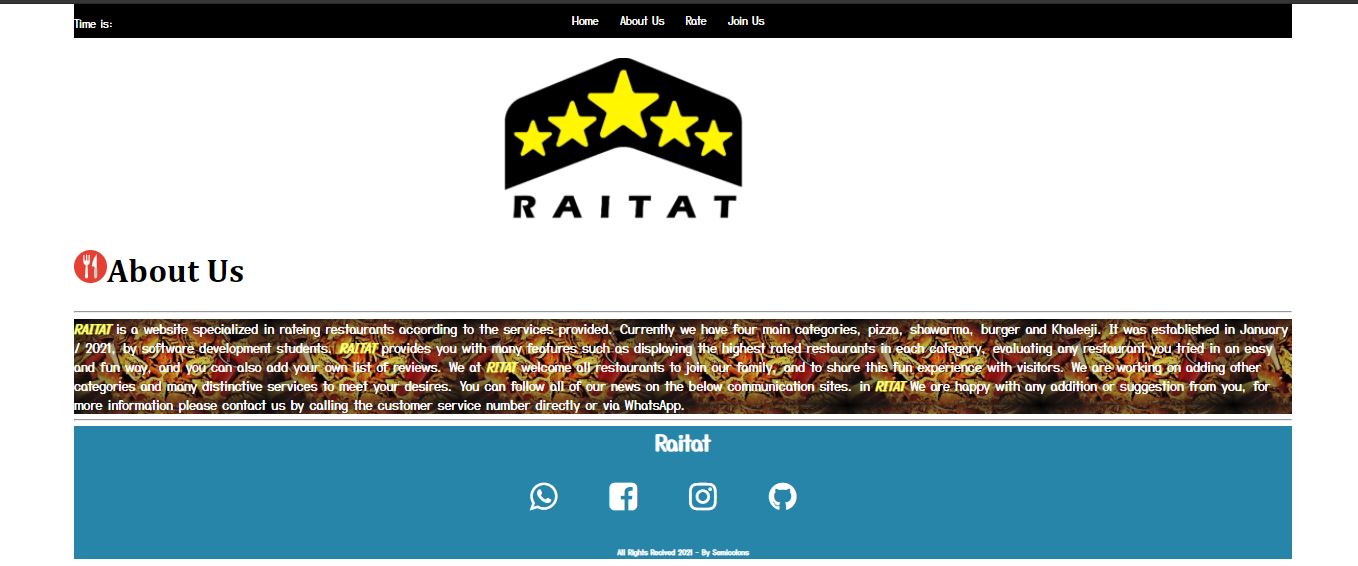 Time is:
Home About Us Rate Join Us
RAITAT
About Us
RAITAT is a website specialized in rateing restaurants according to the services provided. Currently we have four main categories, pizza, shawarma, burger and Khaleeji. It was established in January
/ 2021, by software development students. RAITAT provides you with many features such as displaying the highest rated restaurants in each category, evaluating any restaurant you tried in an easy
and fun way, and you can also add your own list of reviews. We at RITAT welcome all restaurants to join our family, and to share this fun experience with visitors. We are working on adding other
categories and many distinctive services to meet your desires. You can follow all of our news on the below communication sites. in RITAT We are happy with any addition or suggestion from you, for
more information please contact us by calling the customer service number directly or via WhatsApp.
Raitat
All Rights Recived 2021 - By Semicolons